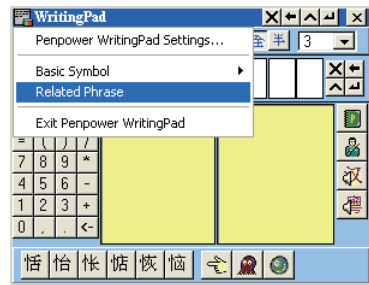 WritingPad
Penpower WritingPad Settings...
全 半 3
Basic Symbol
Related Phrase
Exit Penpower WritingPad
= ( ) /
7 8 9 *
4 5 6 -
1 2 3 +
0 , . <-
恬 怡 怅 惦 恢 恼